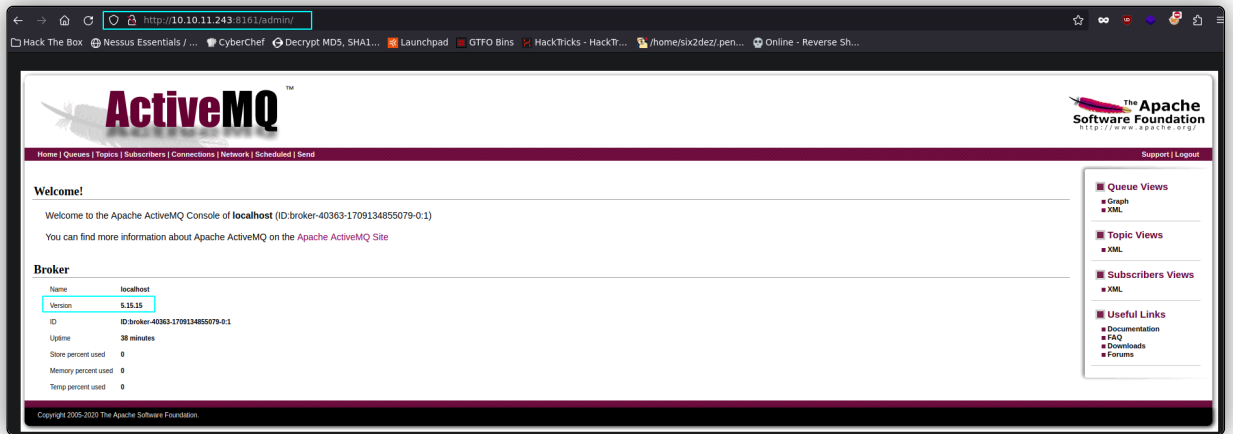 http://10.10.11.243:8161/admin/
Hack The Box Nessus Essentials / ... CyberChef Decrypt MD5, SHA1... Launchpad GTFO Bins HackTricks - HackTr... /home/six2dez/.pen... Online - Reverse Sh...
ActiveMQ ™
The Apache
Software Foundation
http://www.apache.org/
Home | Queues | Topics | Subscribers | Connections | Network | Scheduled | Send
Support | Logout
Welcome!
Welcome to the Apache ActiveMQ Console of localhost (ID:broker-40363-1709134855079-0:1)
You can find more information about Apache ActiveMQ on the Apache ActiveMQ Site
Broker
Name localhost
Version 5.15.15
ID ID:broker-40363-1709134855079-0:1
Uptime 38 minutes
Store percent used 0
Memory percent used 0
Temp percent used 0
Queue Views
Graph
XML
Topic Views
XML
Subscribers Views
XML
Useful Links
Documentation
FAQ
Downloads
Forums
Copyright 2005-2020 The Apache Software Foundation.